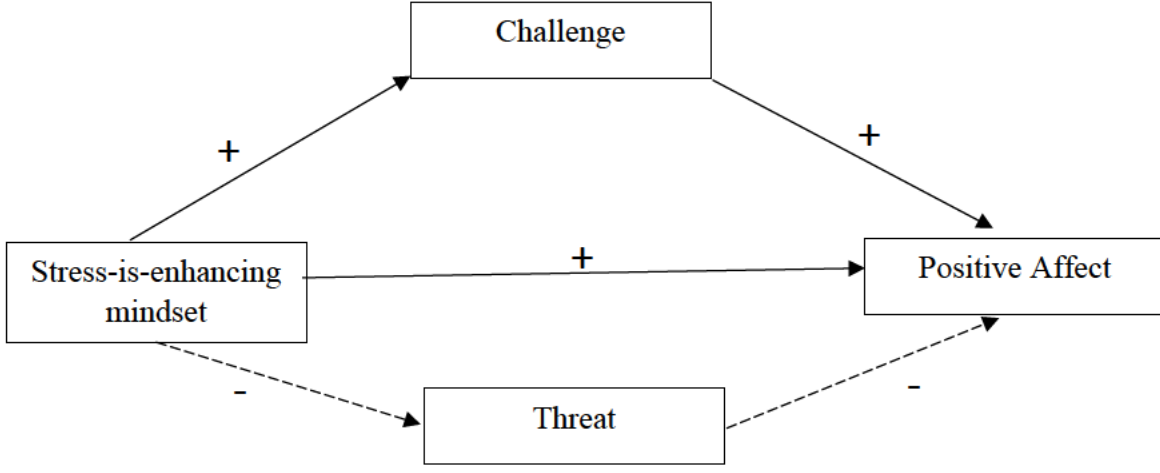 Challenge
+
+
Stress-is-enhancing
mindset
+
Positive Affect
-
-
Threat